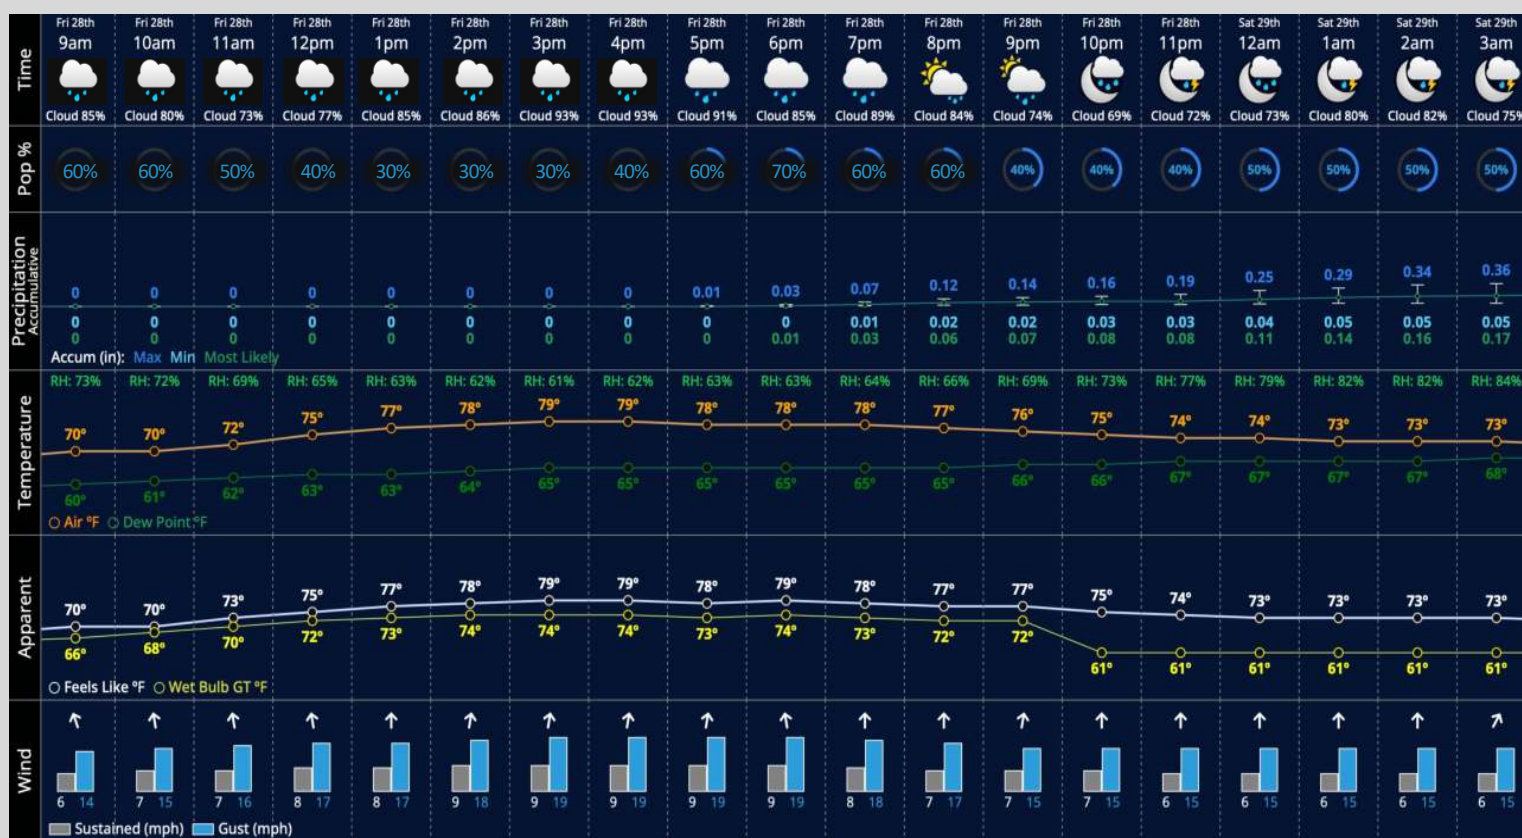 Fri 28th Fri 28th Fri 28th Fri 28th Fri 28th Fri 28th Fri 28th Fri 28th Fri 28th Fri 28th Fri 28th Fri 28th Fri 28th Fri 28th Fri 28th Sat 29th Sat 29th Sat 29th Sat 29th
9am 10am 11am 12pm 1pm 2pm 3pm 4pm 5pm 6pm 7pm 8pm 9pm 10pm 11pm 12am 1am 2am 3am
Time
Cloud 85% Cloud 80% Cloud 73% Cloud 77% Cloud 85% Cloud 86% Cloud 93% Cloud 93% Cloud 91% Cloud 85% Cloud 89% Cloud 84% Cloud 74% Cloud 69% Cloud 72% Cloud 73% Cloud 80% Cloud 82% Cloud 75%
Pop %
60% 60% 50% 40% 30% 30% 30% 40% 60% 70% 60% 60% 40% 40% 40% 50% 50% 50% 50%
Precipitation
Accumulative
0 0 0 0 0 0 0 0 0.01 0.03 0.07 0.12 0.14 0.16 0.19 0.25 0.29 0.34 0.36
0 0 0 0 0 0 0 0 0 0 0.01 0.02 0.02 0.03 0.03 0.04 0.05 0.05 0.05
0 0 0 0 0 0 0 0 0 0.01 0.03 0.06 0.07 0.08 0.08 0.11 0.14 0.16 0.17
Accum (in): Max Min Most Likely
RH: 73% RH: 72% RH: 69% RH: 65% RH: 63% RH: 62% RH: 61% RH: 62% RH: 63% RH: 63% RH: 64% RH: 66% RH: 69% RH: 73% RH: 77% RH: 79% RH: 82% RH: 82% RH: 84%
Temperature
70° 70° 72° 75° 77° 78° 79° 79° 78° 78° 78° 77° 76° 75° 74° 74° 73° 73° 73°
60° 61° 62° 63° 63° 64° 65° 65° 65° 65° 65° 65° 66° 66° 67° 67° 67° 67° 68°
Air °F Dew Point °F
Apparent
70° 70° 73° 75° 77° 78° 79° 79° 78° 79° 78° 77° 77° 75° 74° 73° 73° 73° 73°
66° 68° 70° 72° 73° 74° 74° 74° 73° 74° 73° 72° 72° 61° 61° 61° 61° 61° 61°
Feels Like °F Wet Bulb GT °F
Wind
6 14 7 15 7 16 8 17 8 17 9 18 9 19 9 19 9 19 9 19 8 18 7 17 7 15 7 15 6 15 6 15 6 15 6 15 6 15
Sustained (mph) Gust (mph)